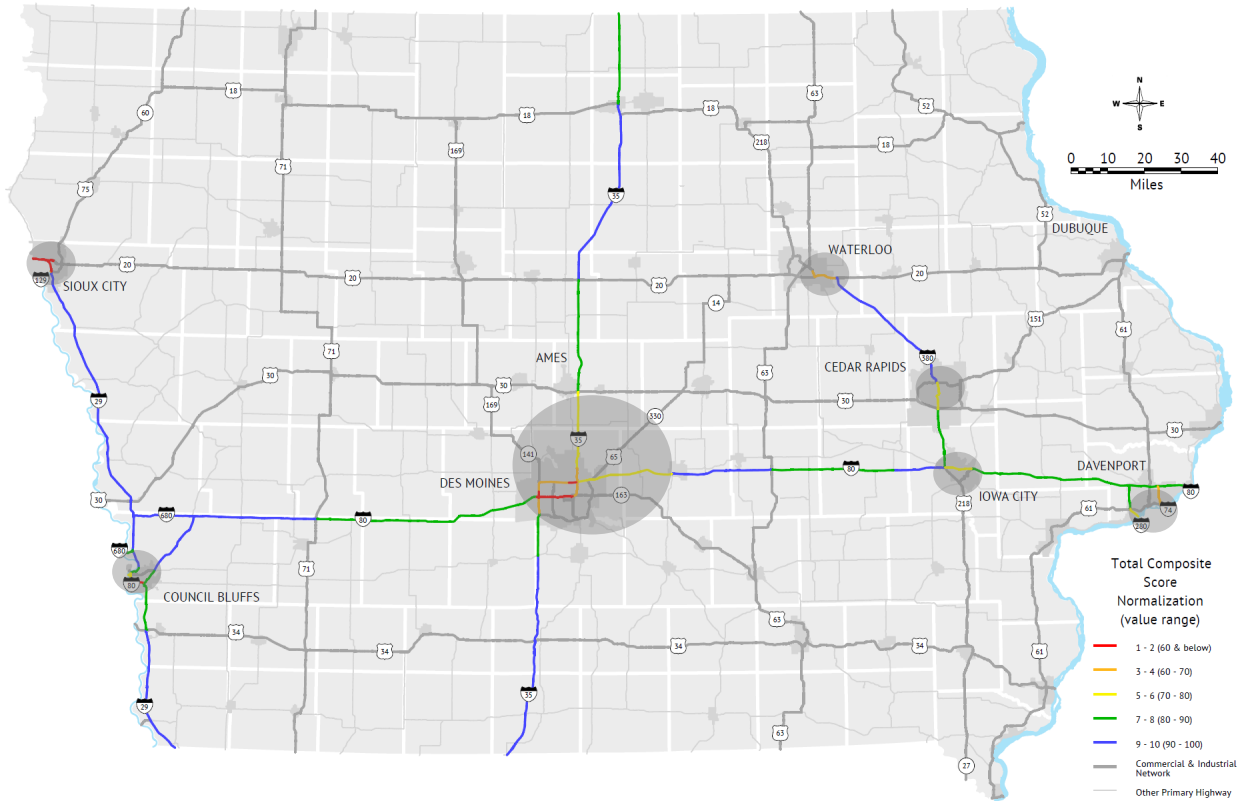 N
W E
S
0 10 20 30 40
Miles
18
60
18
18
63
52
218
18
169
71
75
35
52
DUBUQUE
WATERLOO
129
SIOUX CITY
20
20
20
20
14
151
61
AMES
71
63
380
CEDAR RAPIDS
30
30
30
29
169
330
30
35
141
65
DES MOINES
163
80
DAVENPORT
80
IOWA CITY
218
61
74
280
30
680
80
680
80
COUNCIL BLUFFS
71
63
34
34
34
34
61
29
35
63
27
Total Composite
Score
Normalization
(value range)
1 - 2 (60 & below)
3 - 4 (60 - 70)
5 - 6 (70 - 80)
7 - 8 (80 - 90)
9 - 10 (90 - 100)
Commercial & Industrial
Network
Other Primary Highway